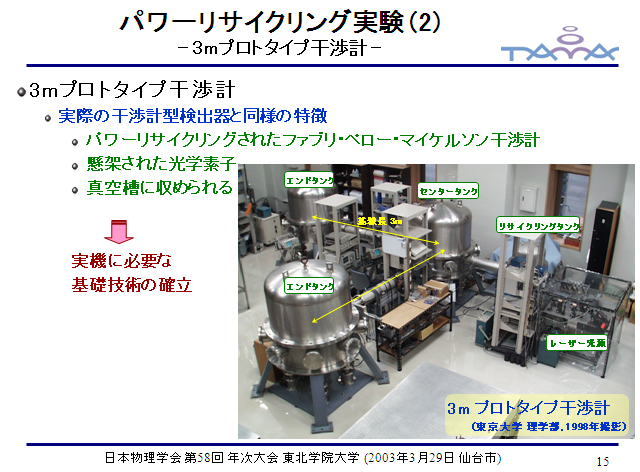 パワーリサイクリング実験(2)
－3mプロトタイプ干渉計－
TAMA
3mプロトタイプ干渉計
実際の干渉計型検出器と同様の特徴
パワーリサイクリングされたファブリ・ペロー・マイケルソン干渉計
懸架された光学素子
真空槽に収められる
実機に必要な
基礎技術の確立
エンドタンク
センタータンク
基線長 3m
リサイクリングタンク
エンドタンク
レーザー光源
3m プロトタイプ干渉計
(東京大学 理学部, 1998年撮影)
日本物理学会 第58回 年次大会 東北学院大学 (2003年3月29日 仙台市)
15